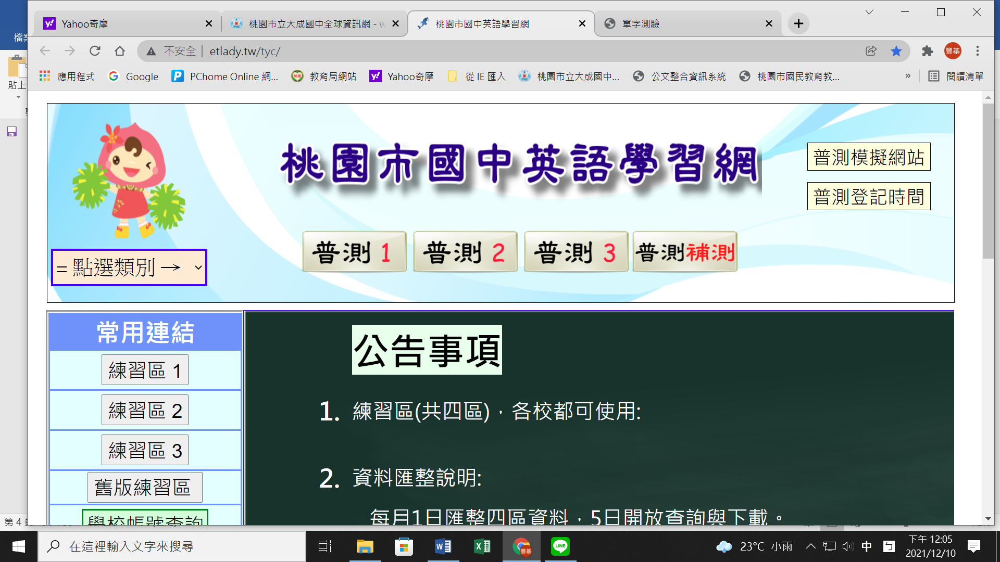 Yahoo奇摩
桃園市立大成國中全球資訊網 - w
桃園市國中英語學習網
單字測驗
檔案
不安全
etlady.tw/tyc/
豐基
應用程式
Google
PChome Online 網...
教育局網站
Yahoo奇摩
從 IE 匯入
桃園市立大成國中...
公文整合資訊系統
桃園市國民教育教...
»
閱讀清單
貼上
桃園市國中英語學習網
普測模擬網站
普測登記時間
普測 1
普測 2
普測 3
普測補測
= 點選類別 →
常用連結
練習區 1
練習區 2
練習區 3
舊版練習區
學校帳號查詢
公告事項
1. 練習區(共四區)，各校都可使用:
2. 資料匯整說明:
每月1日匯整四區資料，5日開放查詢與下載。
第 4 頁
在這裡輸入文字來搜尋
豐基
LINE
23°C 小雨
中
ㄅ
下午 12:05
2021/12/10